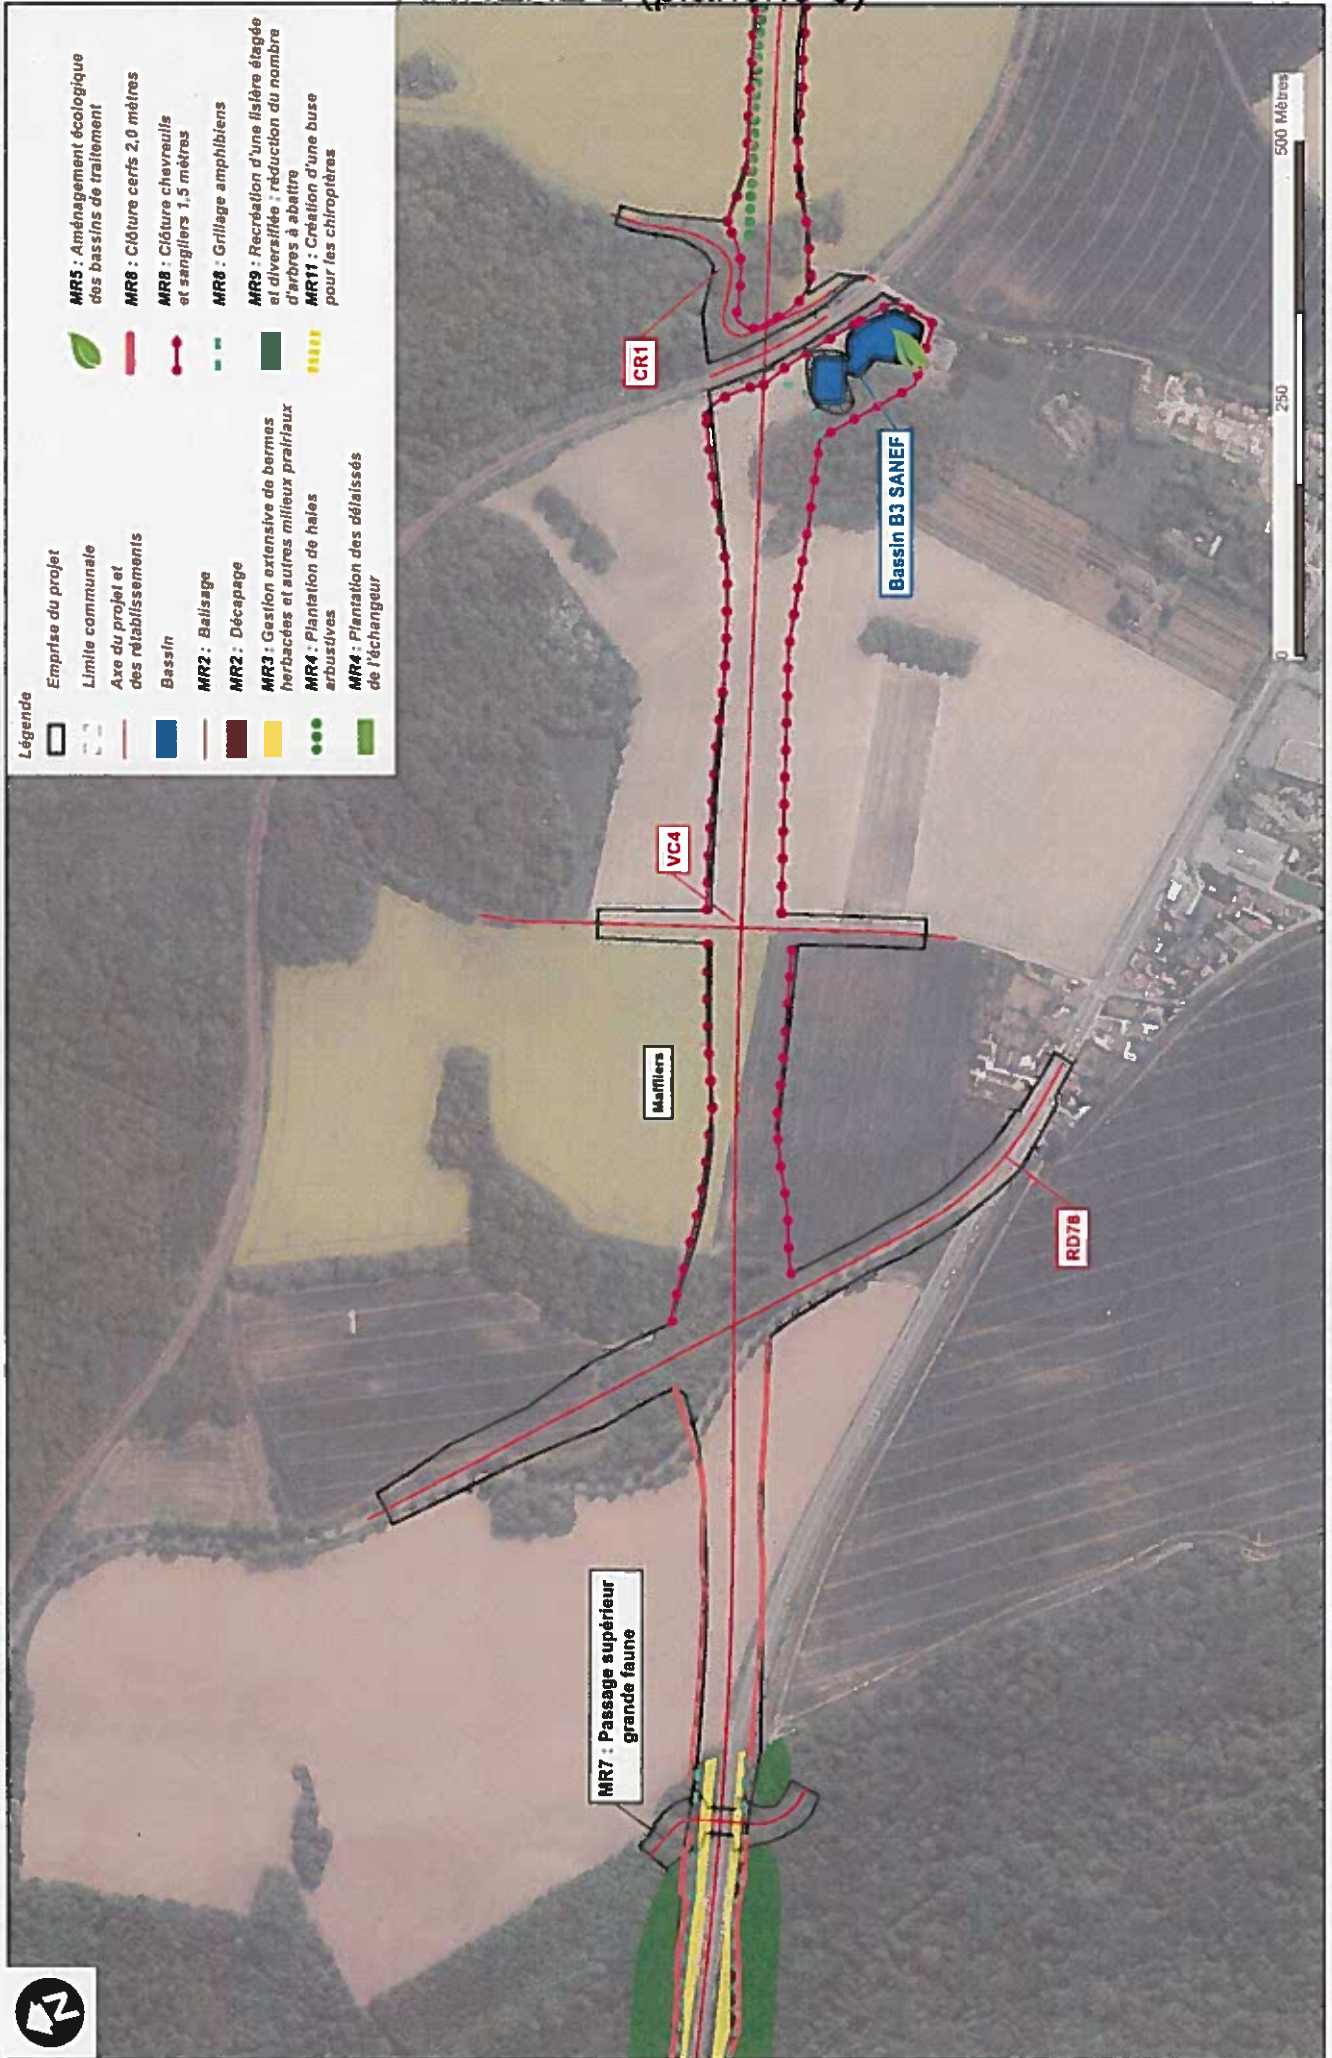 Légende
Emprise du projet
Limite communale
Axe du projet et
des rétablissements
Bassin
MR2 : Balisage
MR2 : Décapage
MR3 : Gestion extensive de bermes
herbacées et autres milieux prairiaux
MR4 : Plantation de haies
arbustives
MR4 : Plantation des délaissés
de l'échangeur
MR5 : Aménagement écologique
des bassins de traitement
MR8 : Clôture cerfs 2,0 mètres
MR8 : Clôture chevreuils
et sangliers 1,5 mètres
MR8 : Grillage amphibiens
MR9 : Recréation d'une lisière étagée
et diversifiée : réduction du nombre
d'arbres à abattre
MR11 : Création d'une buse
pour les chiroptères
CR1
Bassin B3 SANEF
VC4
Maffliers
RD78
MR7 : Passage supérieur
grande faune
0 250 500 Mètres
N